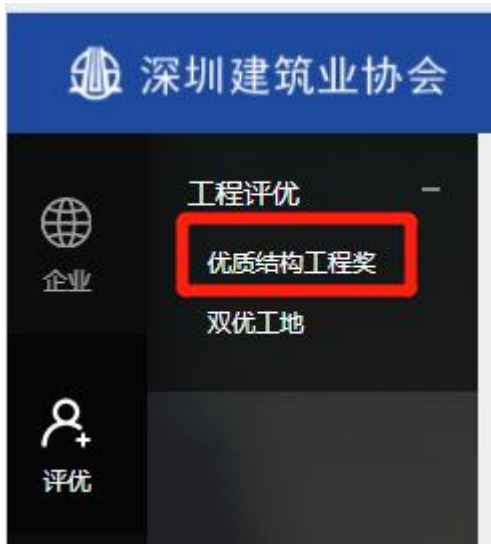 深圳建筑业协会
工程评优
优质结构工程奖
双优工地
企业
评优